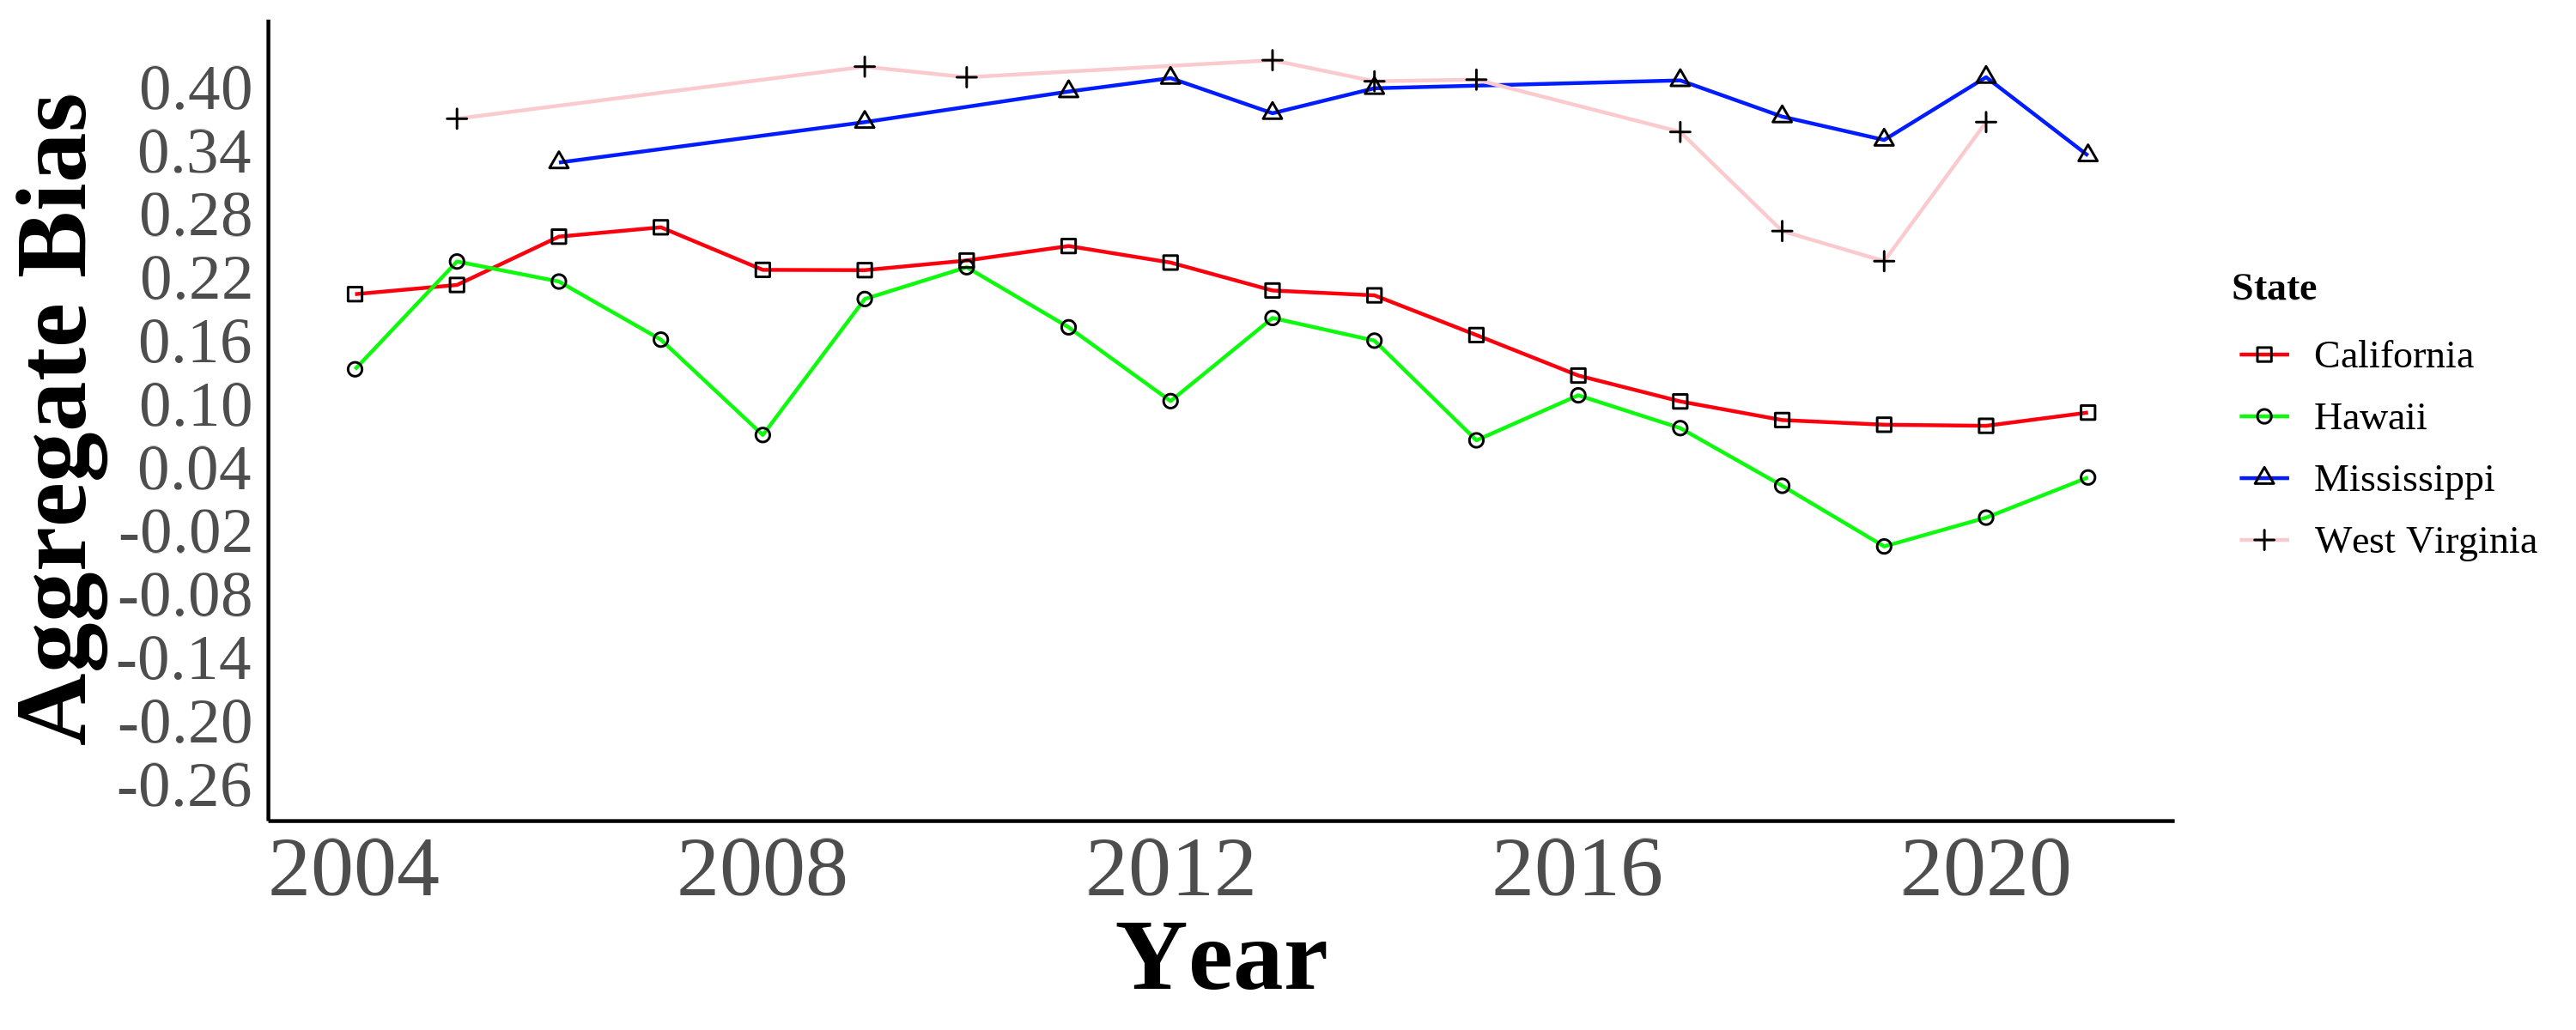 Aggregate Bias
0.40
0.34
0.28
0.22
0.16
0.10
0.04
-0.02
-0.08
-0.14
-0.20
-0.26
2004 2008 2012 2016 2020
Year
State
California
Hawaii
Mississippi
West Virginia